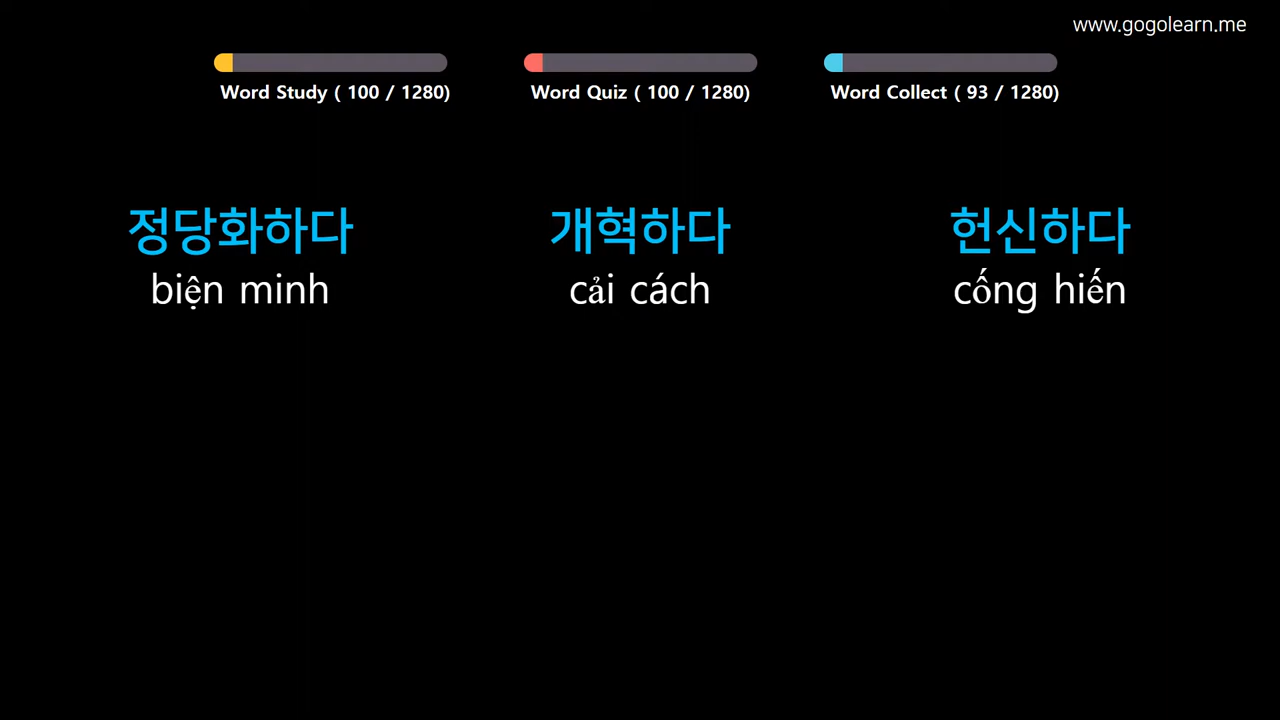 www.gogolearn.me
Word Study ( 100 / 1280)
Word Quiz ( 100 / 1280)
Word Collect ( 93 / 1280)
정당화하다
biện minh
개혁하다
cải cách
헌신하다
cống hiến